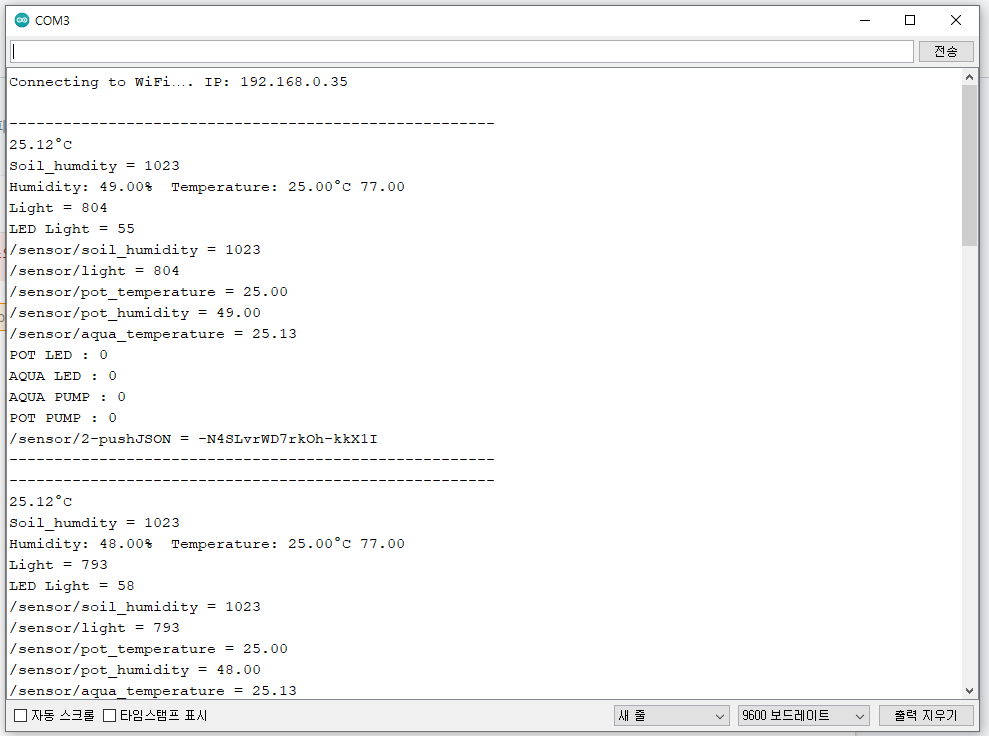 COM3
전송
Connecting to WiFi.... IP: 192.168.0.35
------------------------------------------------------
25.12°C
Soil_humdity = 1023
Humidity: 49.00%  Temperature: 25.00°C 77.00
Light = 804
LED Light = 55
/sensor/soil_humidity = 1023
/sensor/light = 804
/sensor/pot_temperature = 25.00
/sensor/pot_humidity = 49.00
/sensor/aqua_temperature = 25.13
POT LED : 0
AQUA LED : 0
AQUA PUMP : 0
POT PUMP : 0
/sensor/2-pushJSON = -N4SLvrWD7rkOh-kkX1I
------------------------------------------------------
------------------------------------------------------
25.12°C
Soil_humdity = 1023
Humidity: 48.00%  Temperature: 25.00°C 77.00
Light = 793
LED Light = 58
/sensor/soil_humidity = 1023
/sensor/light = 793
/sensor/pot_temperature = 25.00
/sensor/pot_humidity = 48.00
/sensor/aqua_temperature = 25.13
자동 스크롤 타임스탬프 표시 새 줄 9600 보드레이트 출력 지우기